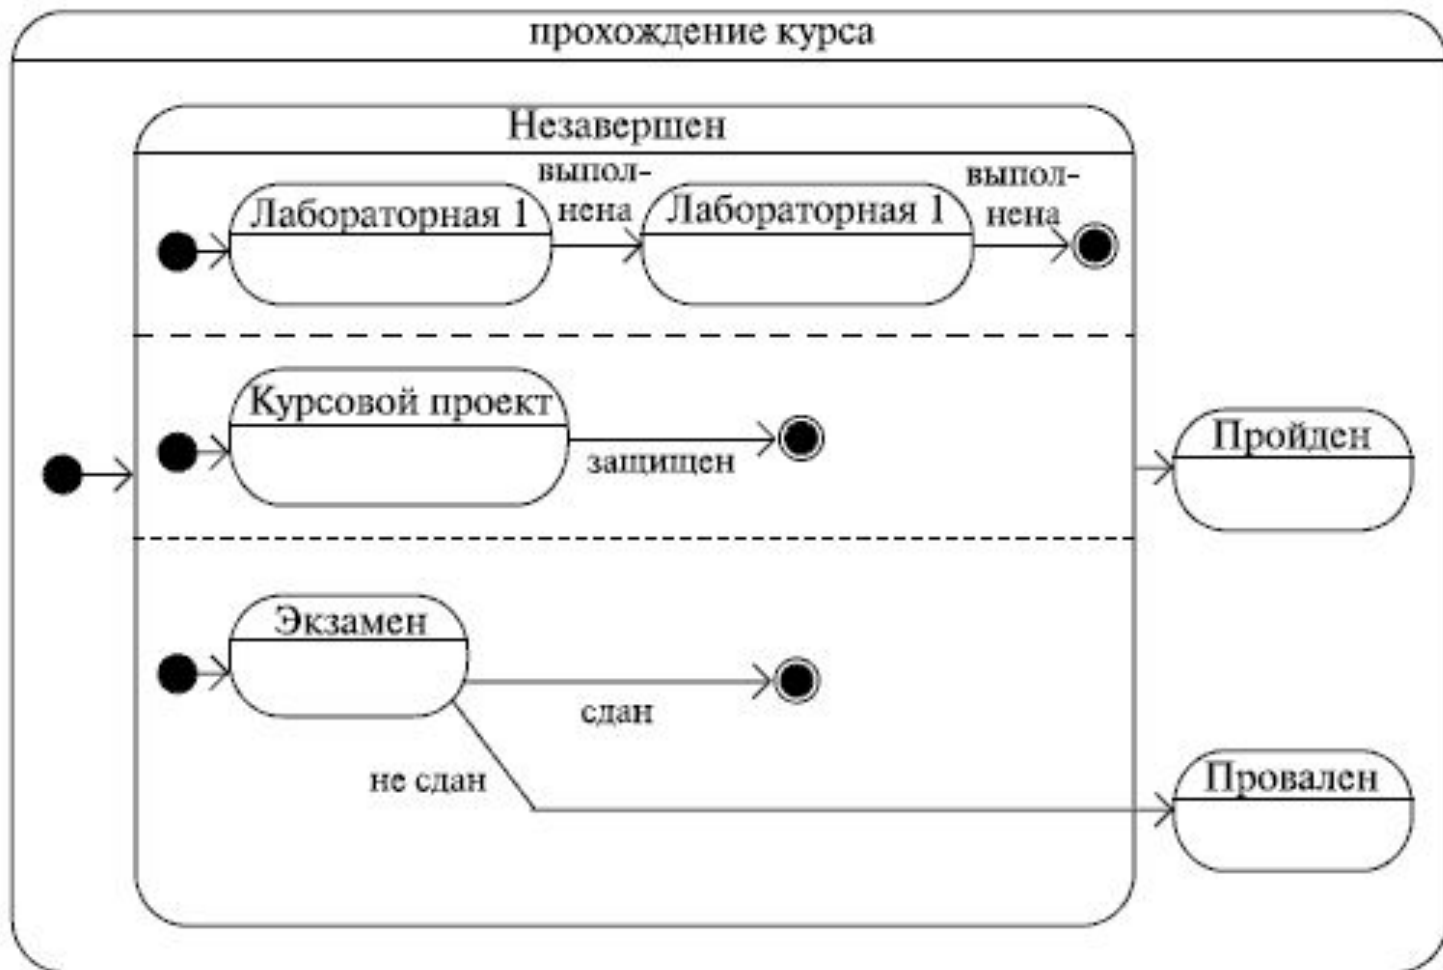 прохождение курса
Незавершен
выпол-
нена
выпол-
нена
Лабораторная 1
Лабораторная 1
Курсовой проект
защищен
Пройден
Экзамен
сдан
не сдан
Провален